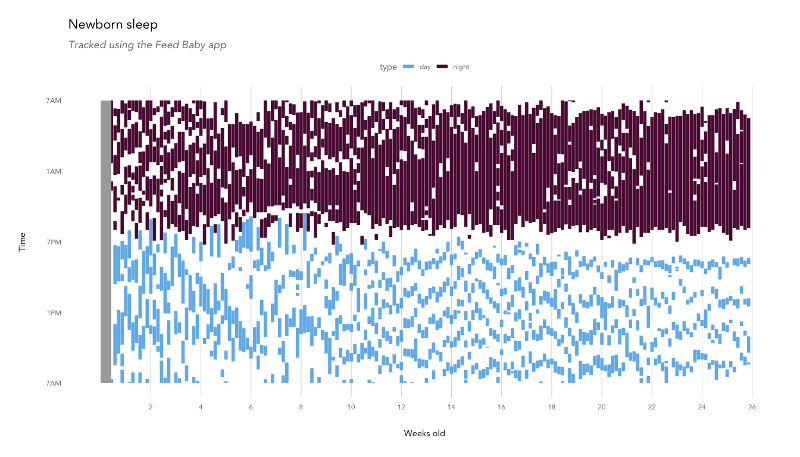 Newborn sleep
Tracked using the Feed Baby app
type day night
7AM
1AM
7PM
1PM
7AM
Time
2 4 6 8 10 12 14 16 18 20 22 24 26
Weeks old